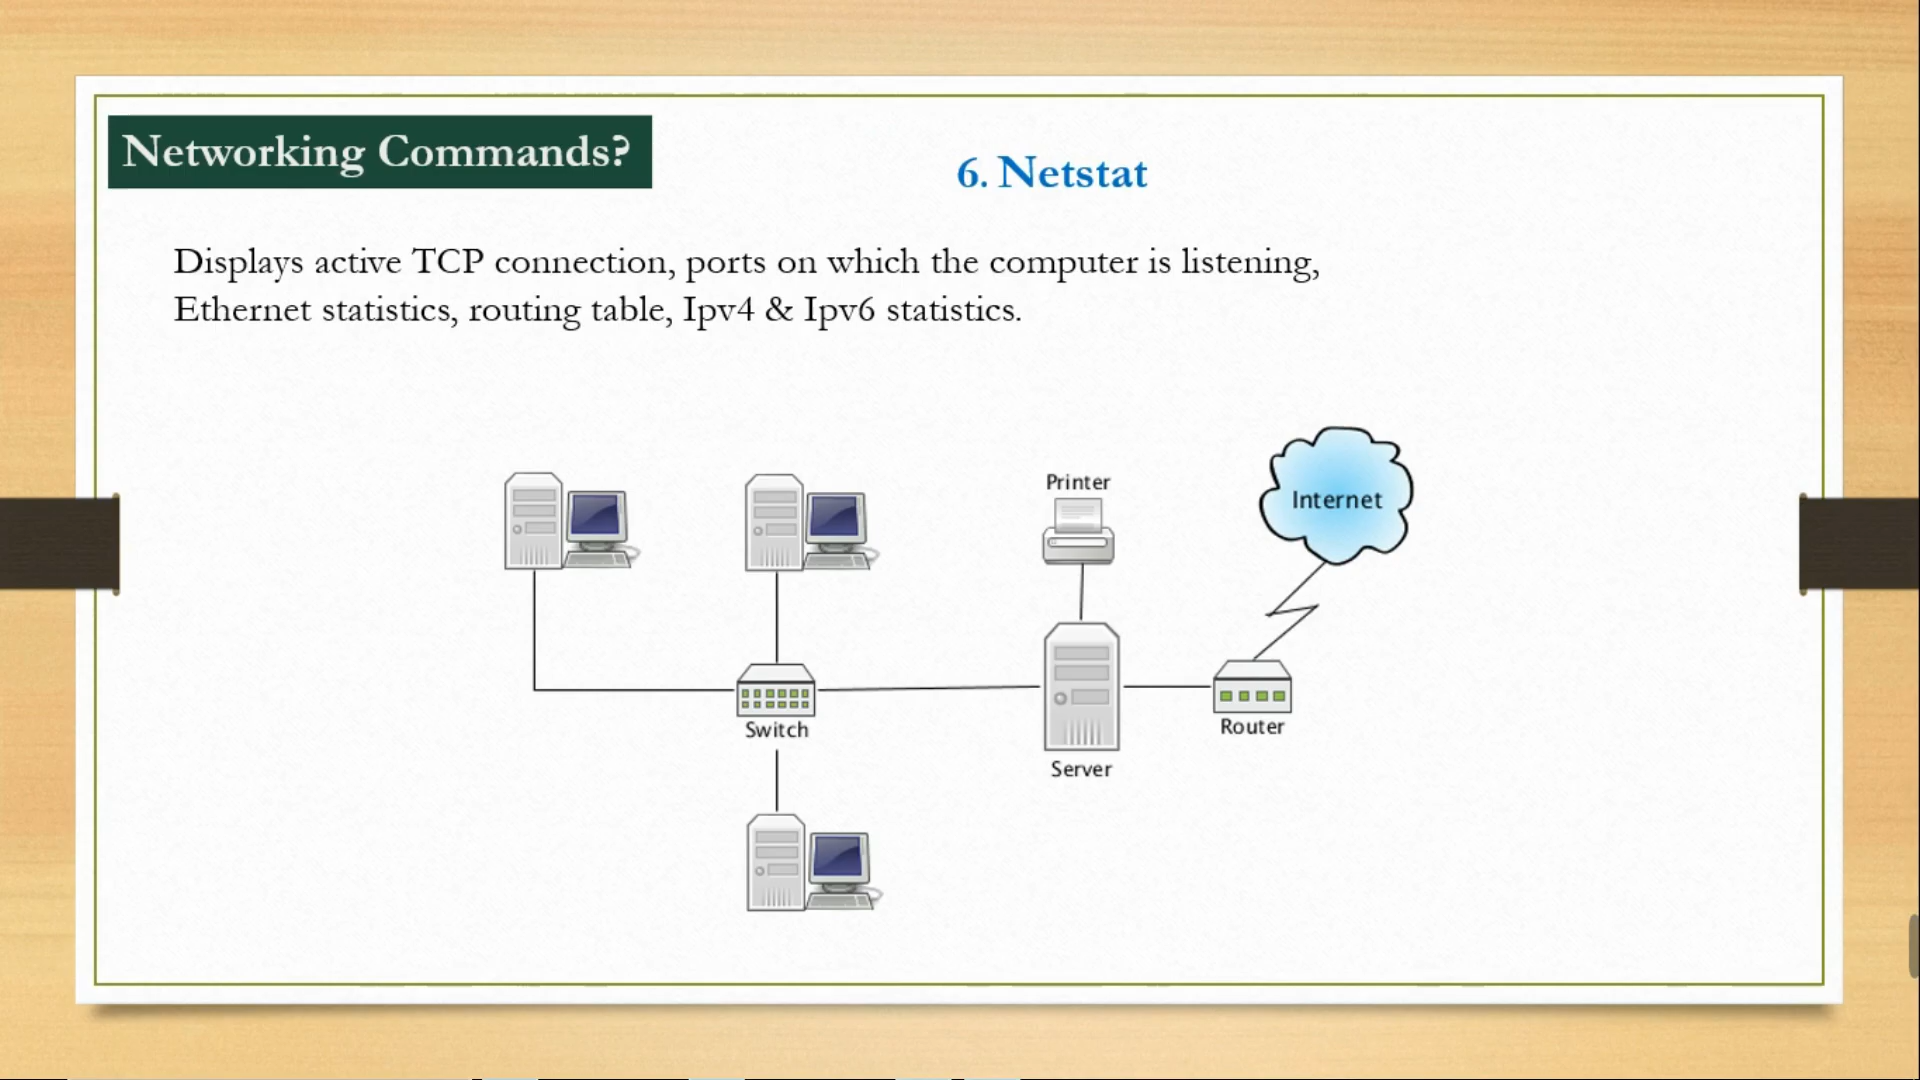 Networking Commands?
6. Netstat
Displays active TCP connection, ports on which the computer is listening,
Ethernet statistics, routing table, Ipv4 & Ipv6 statistics.
Printer
Internet
Switch
Router
Server